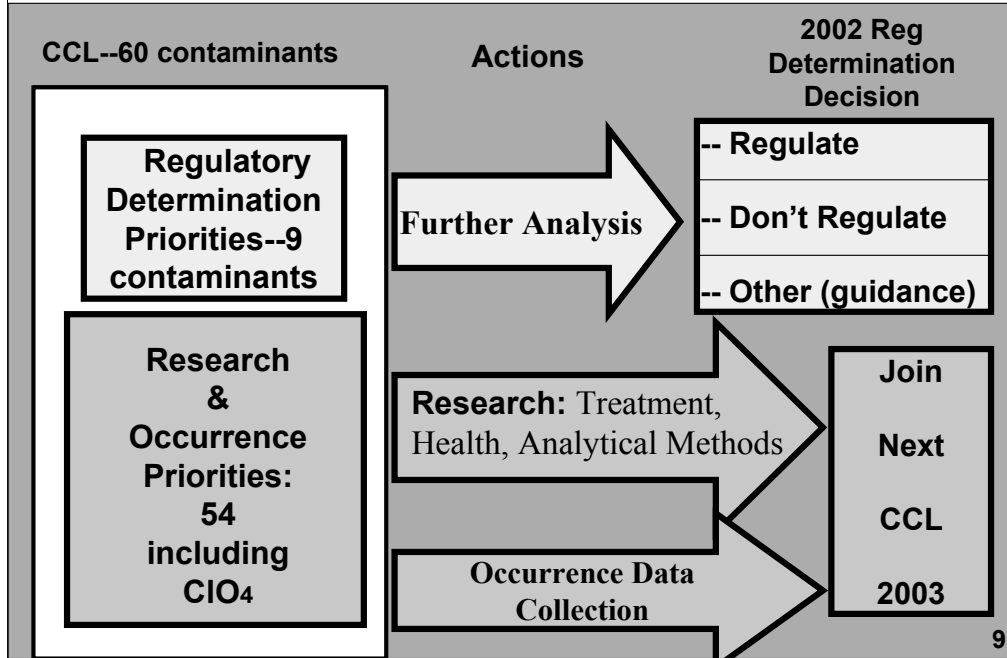 CCL--60 contaminants
Actions
2002 Reg
Determination
Decision
Regulatory
Determination
Priorities--9
contaminants
Further Analysis
-- Regulate
-- Don’t Regulate
-- Other (guidance)
Research
&
Occurrence
Priorities:
54
including
ClO4
Research: Treatment,
Health, Analytical Methods
Occurrence Data
Collection
Join
Next
CCL
2003
9